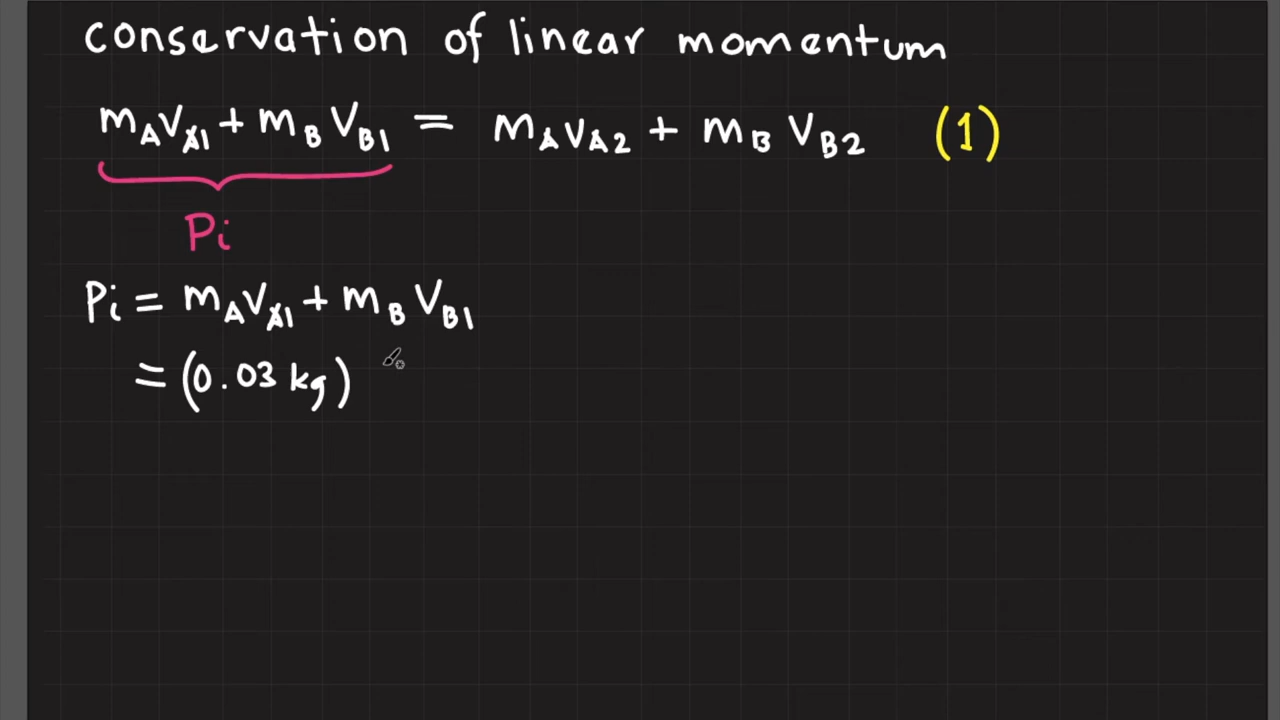 conservation of linear momentum
mAVA1 + mBVB1 = mAVA2 + mBVB2 (1)
Pi
Pi = mAVA1 + mBVB1
= (0.03 kg)